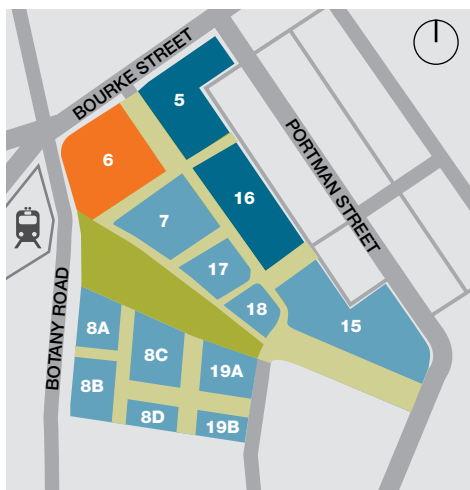 BOURKE STREET
5
6
PORTMAN STREET
16
7
17
18
15
BOTANY ROAD
8A
8C
19A
8B
8D
19B